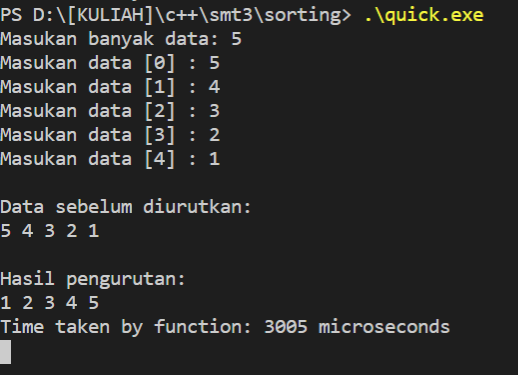 PS D:\[KULIAH]\c++\smt3\sorting> .\quick.exe
Masukan banyak data: 5
Masukan data [0] : 5
Masukan data [1] : 4
Masukan data [2] : 3
Masukan data [3] : 2
Masukan data [4] : 1
Data sebelum diurutkan:
5 4 3 2 1
Hasil pengurutan:
1 2 3 4 5
Time taken by function: 3005 microseconds